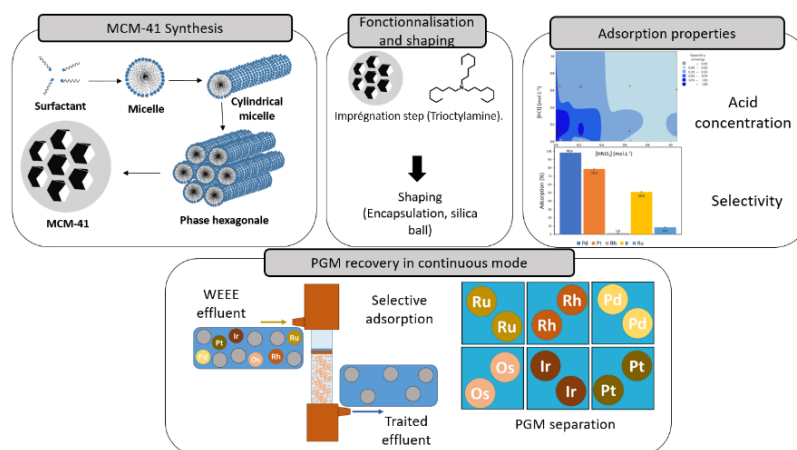 MCM-41 Synthesis
Surfactant
Micelle
Cylindrical
micelle
MCM-41
Phase hexagonale
Fonctionnalisation
and shaping
Imprégnation step (Trioctylamine).
Shaping
(Encapsulation, silica
ball)
Adsorption properties
[HCl] (mol.L⁻¹)
[HNO₃] (mol.L⁻¹)
Acid
concentration
Adsorption (%)
Pd Pt Rh Ir Ru
Selectivity
PGM recovery in continuous mode
WEEE
effluent
Pt
Ir
Ru
Pd
Os
Rh
Selective
adsorption
Traited
effluent
Ru
Ru
Rh
Rh
Pd
Pd
Os
Os
Ir
Ir
Pt
Pt
PGM separation